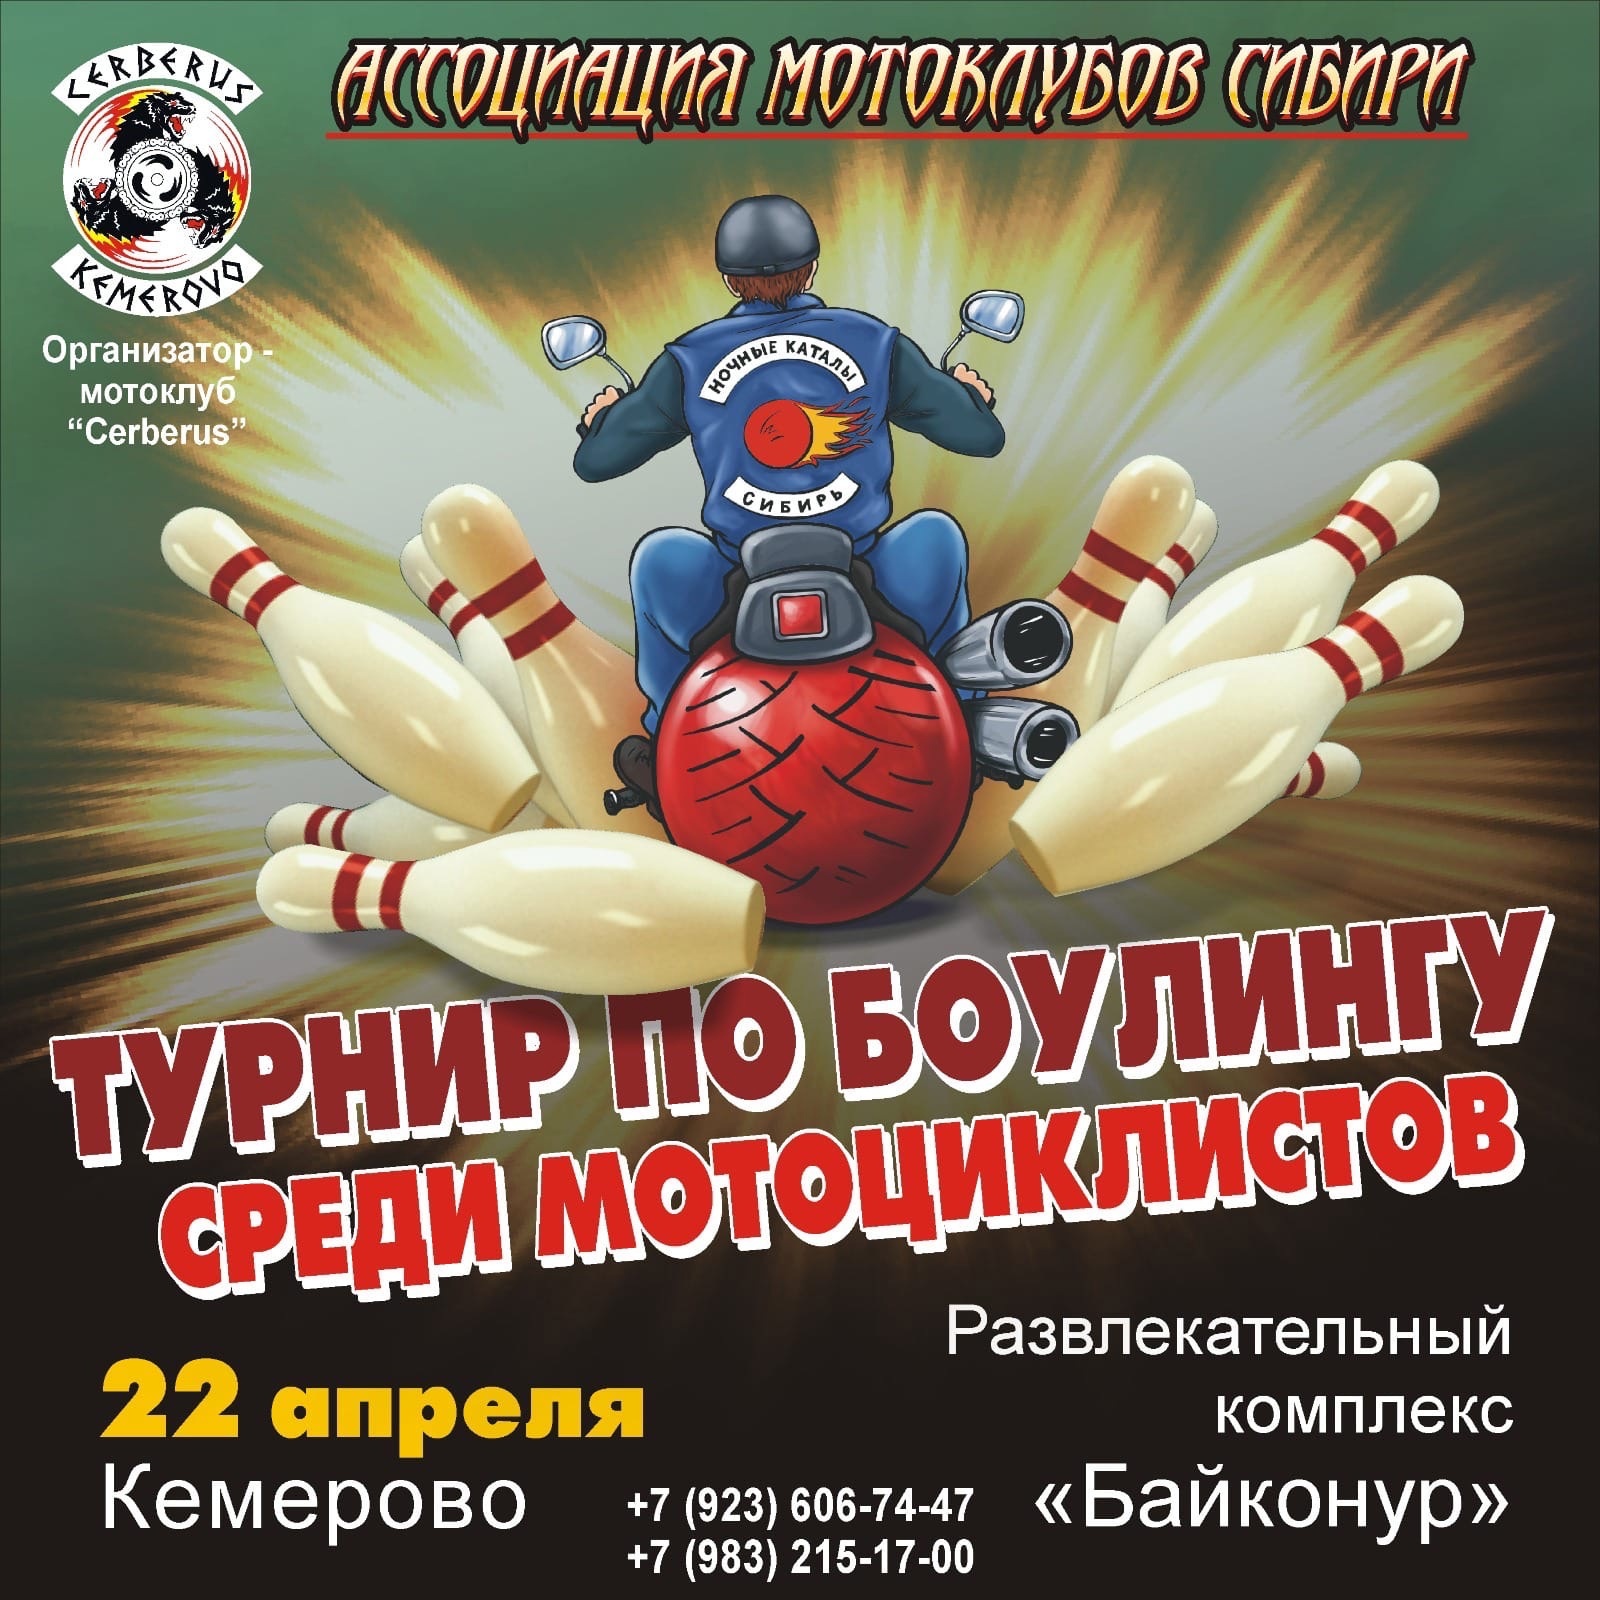 CERBERUS
KEMEROVO
Организатор -
мотоклуб
“Cerberus”
АССОЦИАЦИЯ МОТОКЛУБОВ СИБИРИ
НОЧНЫЕ КАТАЛЫ
СИБИРЬ
ТУРНИР ПО БОУЛИНГУ
СРЕДИ МОТОЦИКЛИСТОВ
22 апреля
Кемерово
+7 (923) 606-74-47
+7 (983) 215-17-00
Развлекательный
комплекс
«Байконур»